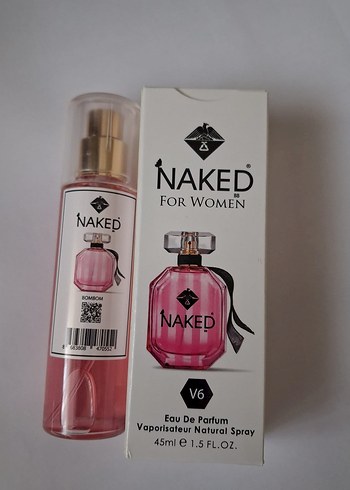 NAKED®
BOMBOM
NAKED®
FOR WOMEN
NAKED®
V6
Eau De Parfum
Vaporisateur Natural Spray
45ml ℮ 1.5 FL.OZ.